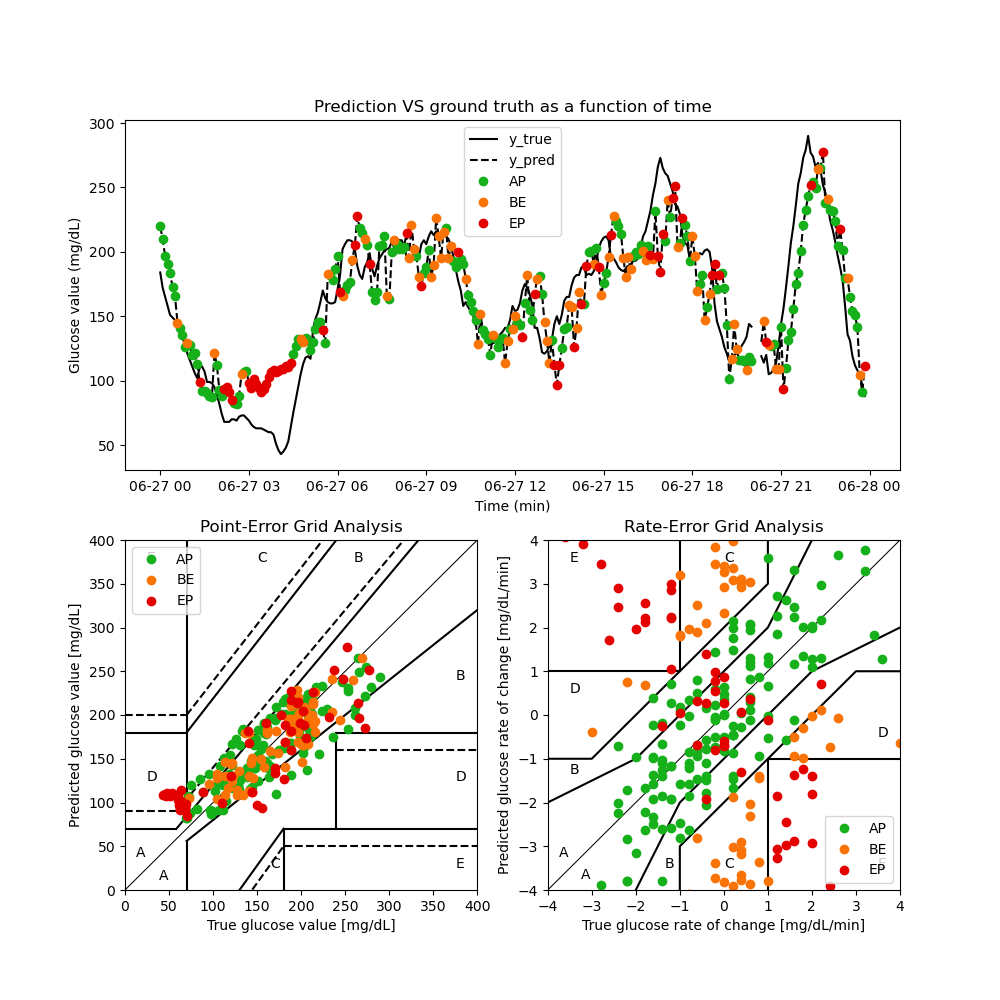 Prediction VS ground truth as a function of time
Glucose value (mg/dL)
300
250
200
150
100
50
y_true
y_pred
AP
BE
EP
06-27 00 06-27 03 06-27 06 06-27 09 06-27 12 06-27 15 06-27 18 06-27 21 06-28 00
Time (min)
Point-Error Grid Analysis
Predicted glucose value [mg/dL]
400
350
300
250
200
150
100
50
0
AP
BE
EP
C
B
B
D
D
A
A
C
E
0 50 100 150 200 250 300 350 400
True glucose value [mg/dL]
Rate-Error Grid Analysis
Predicted glucose rate of change [mg/dL/min]
4
3
2
1
0
−1
−2
−3
−4
E
C
D
D
B
A
A
B
C
AP
BE
EP
−4 −3 −2 −1 0 1 2 3 4
True glucose rate of change [mg/dL/min]